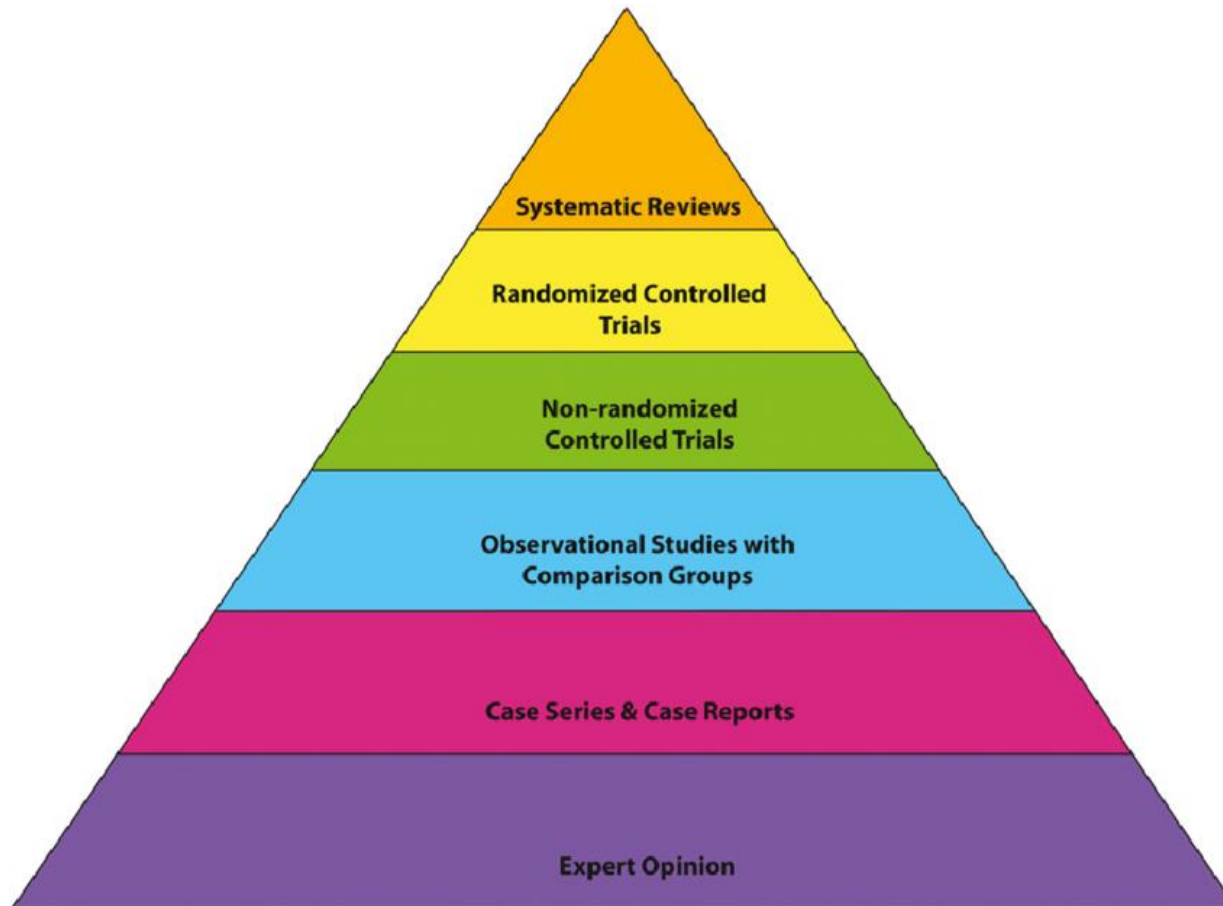 Systematic Reviews
Randomized Controlled
Trials
Non-randomized
Controlled Trials
Observational Studies with
Comparison Groups
Case Series & Case Reports
Expert Opinion